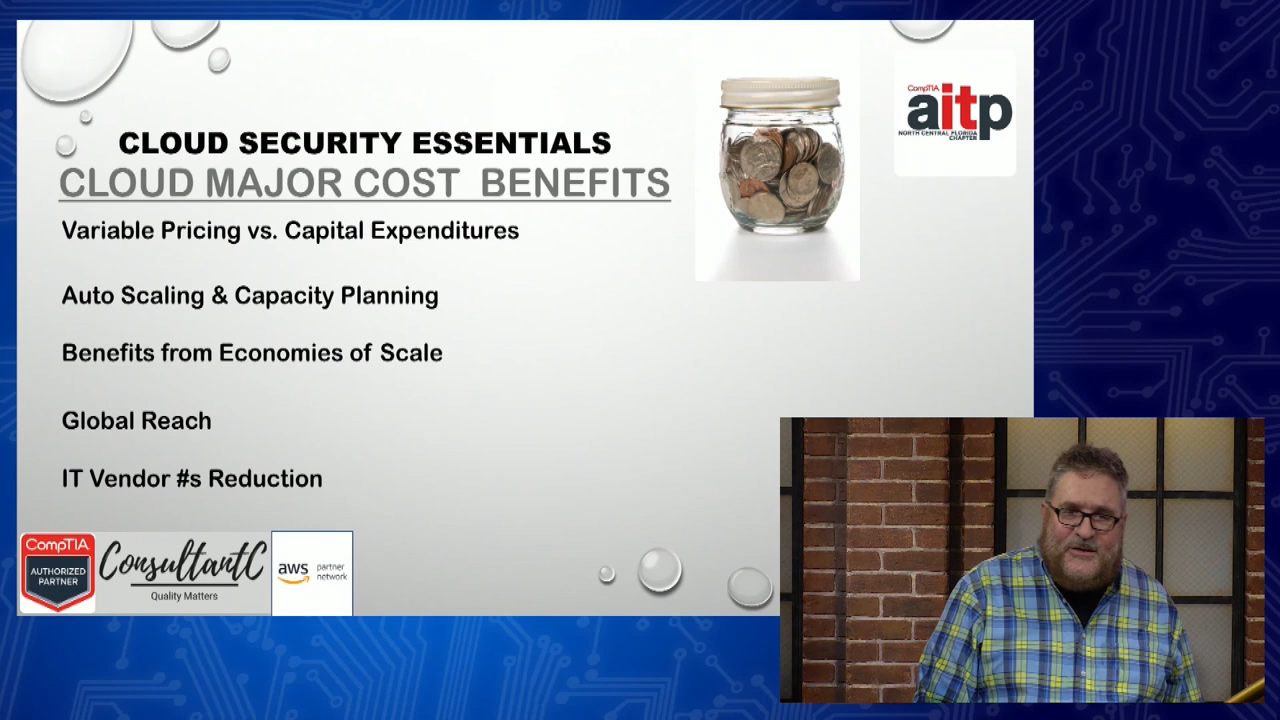 CLOUD SECURITY ESSENTIALS
CLOUD MAJOR COST BENEFITS
Variable Pricing vs. Capital Expenditures
Auto Scaling & Capacity Planning
Benefits from Economies of Scale
Global Reach
IT Vendor #s Reduction
CompTIA
aitp
NORTH CENTRAL FLORIDA
CHAPTER
CompTIA
AUTHORIZED
PARTNER
ConsultantC
Quality Matters
aws partner
network